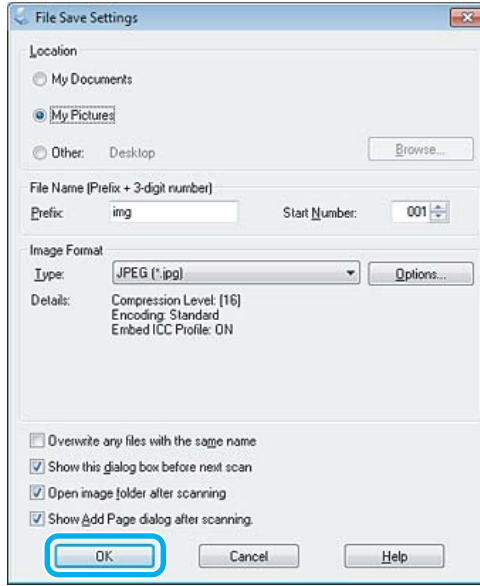 File Save Settings
Location
My Documents
My Pictures
Other: Desktop Browse...
File Name (Prefix + 3-digit number)
Prefix: img Start Number: 001
Image Format
Type: JPEG (*.jpg) Options...
Details: Compression Level: [16]
Encoding: Standard
Embed ICC Profile: ON
Overwrite any files with the same name
Show this dialog box before next scan
Open image folder after scanning
Show Add Page dialog after scanning.
OK Cancel Help